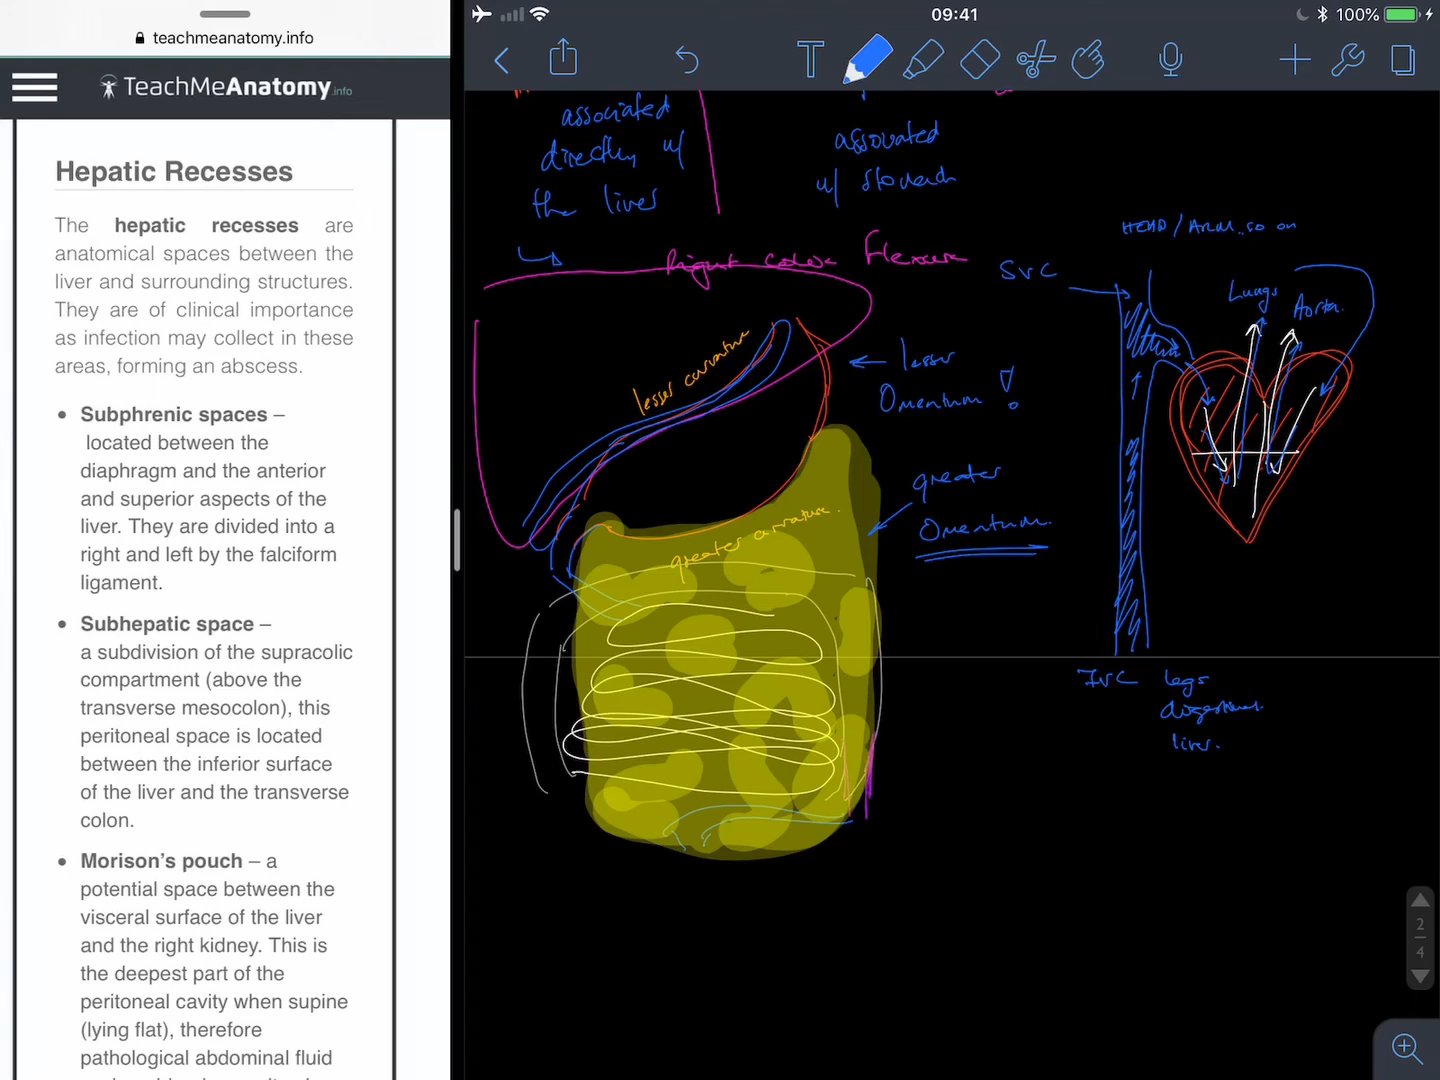 09:41
100%
teachmeanatomy.info
TeachMeAnatomy.info
Hepatic Recesses
The hepatic recesses are
anatomical spaces between the
liver and surrounding structures.
They are of clinical importance
as infection may collect in these
areas, forming an abscess.
• Subphrenic spaces –
located between the
diaphragm and the anterior
and superior aspects of the
liver. They are divided into a
right and left by the falciform
ligament.
• Subhepatic space –
a subdivision of the supracolic
compartment (above the
transverse mesocolon), this
peritoneal space is located
between the inferior surface
of the liver and the transverse
colon.
• Morison's pouch – a
potential space between the
visceral surface of the liver
and the right kidney. This is
the deepest part of the
peritoneal cavity when supine
(lying flat), therefore
pathological abdominal fluid
T
associated
directly w/
the liver
associated
w/ stomach
Right colic Flexure
lesser curvature
lesser
Omentum !
greater
Omentum.
greater curvature.
HEAD/ARM..so on
SVC
Lungs
Aorta.
IVC
legs
liver.
2
4